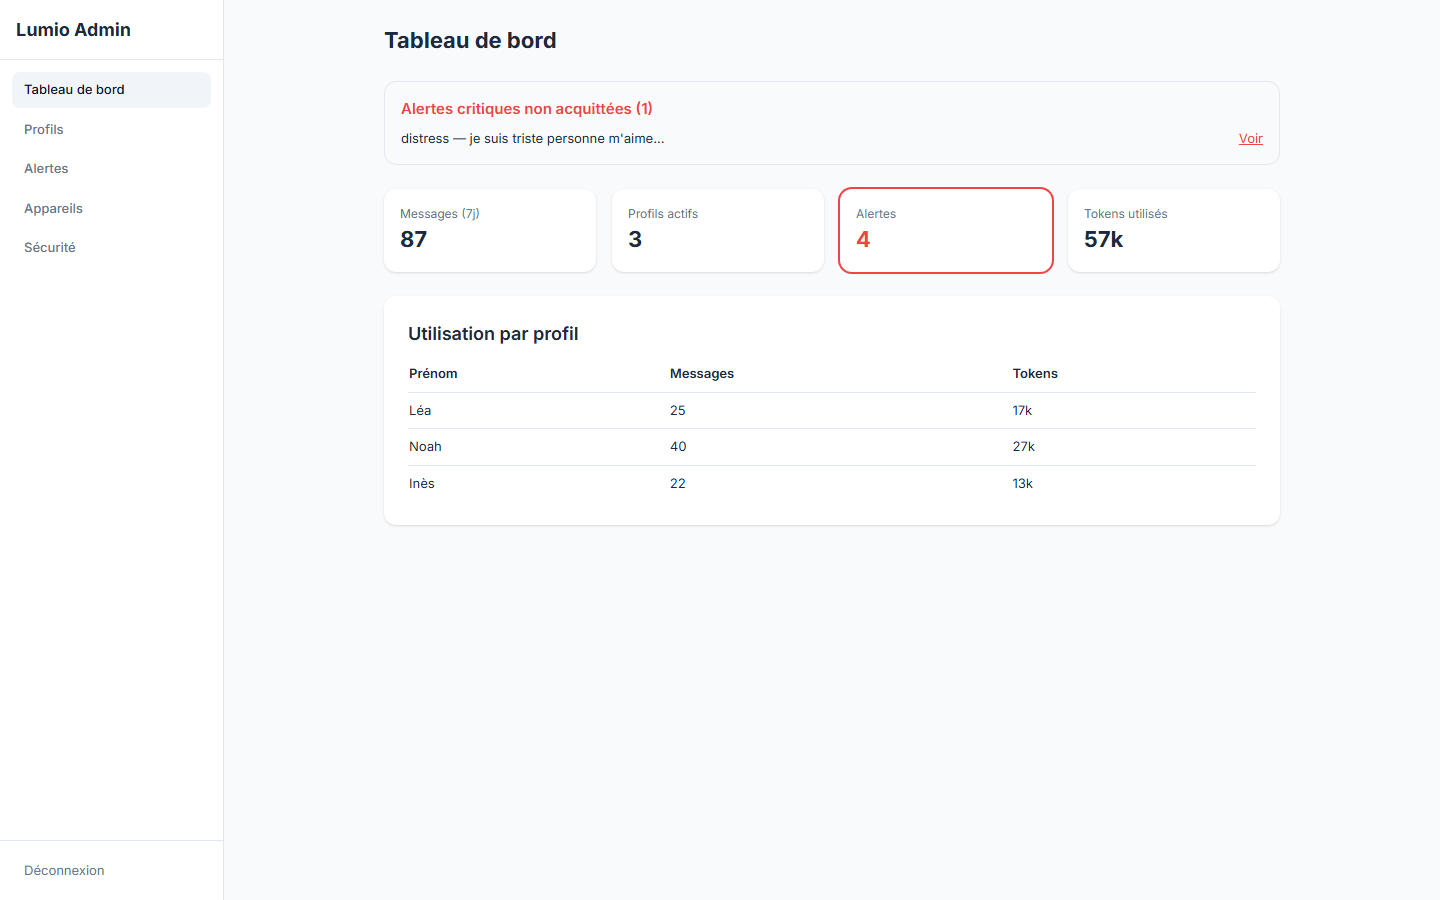 Lumio Admin
Tableau de bord
Profils
Alertes
Appareils
Sécurité
Déconnexion
Tableau de bord
Alertes critiques non acquittées (1)
distress — je suis triste personne m'aime... Voir
Messages (7j) Profils actifs Alertes Tokens utilisés
87 3 4 57k
Utilisation par profil
Prénom Messages Tokens
Léa 25 17k
Noah 40 27k
Inès 22 13k